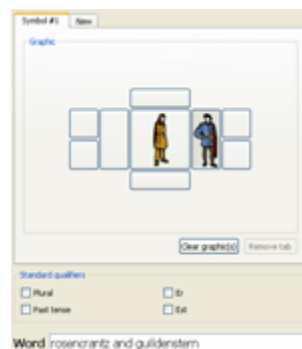 Symbol #1 New
Graphic
Clear graphic(s) Remove tab
Standard qualifiers
Plural Er
Past tense Est
Word rosencrantz and guildenstern